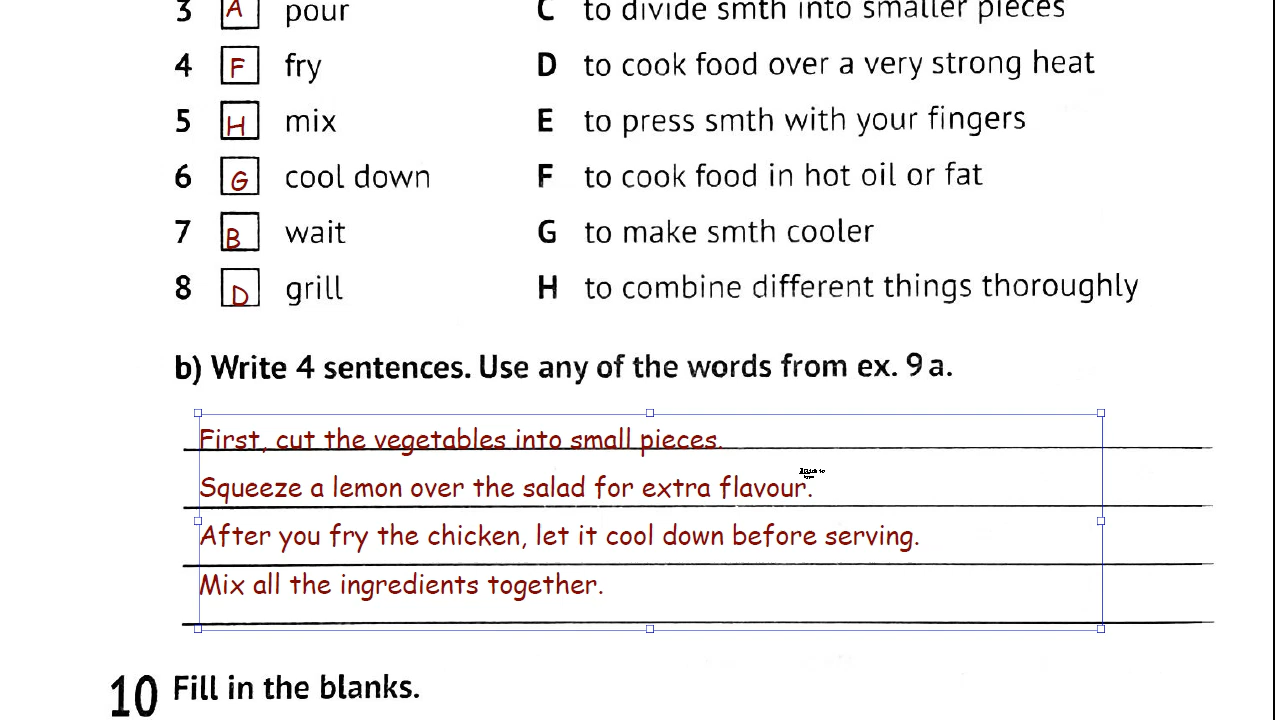 3 A pour C to divide smth into smaller pieces
4 F fry D to cook food over a very strong heat
5 H mix E to press smth with your fingers
6 G cool down F to cook food in hot oil or fat
7 B wait G to make smth cooler
8 D grill H to combine different things thoroughly
b) Write 4 sentences. Use any of the words from ex. 9 a.
First, cut the vegetables into small pieces.
Squeeze a lemon over the salad for extra flavour.
After you fry the chicken, let it cool down before serving.
Mix all the ingredients together.
10 Fill in the blanks.